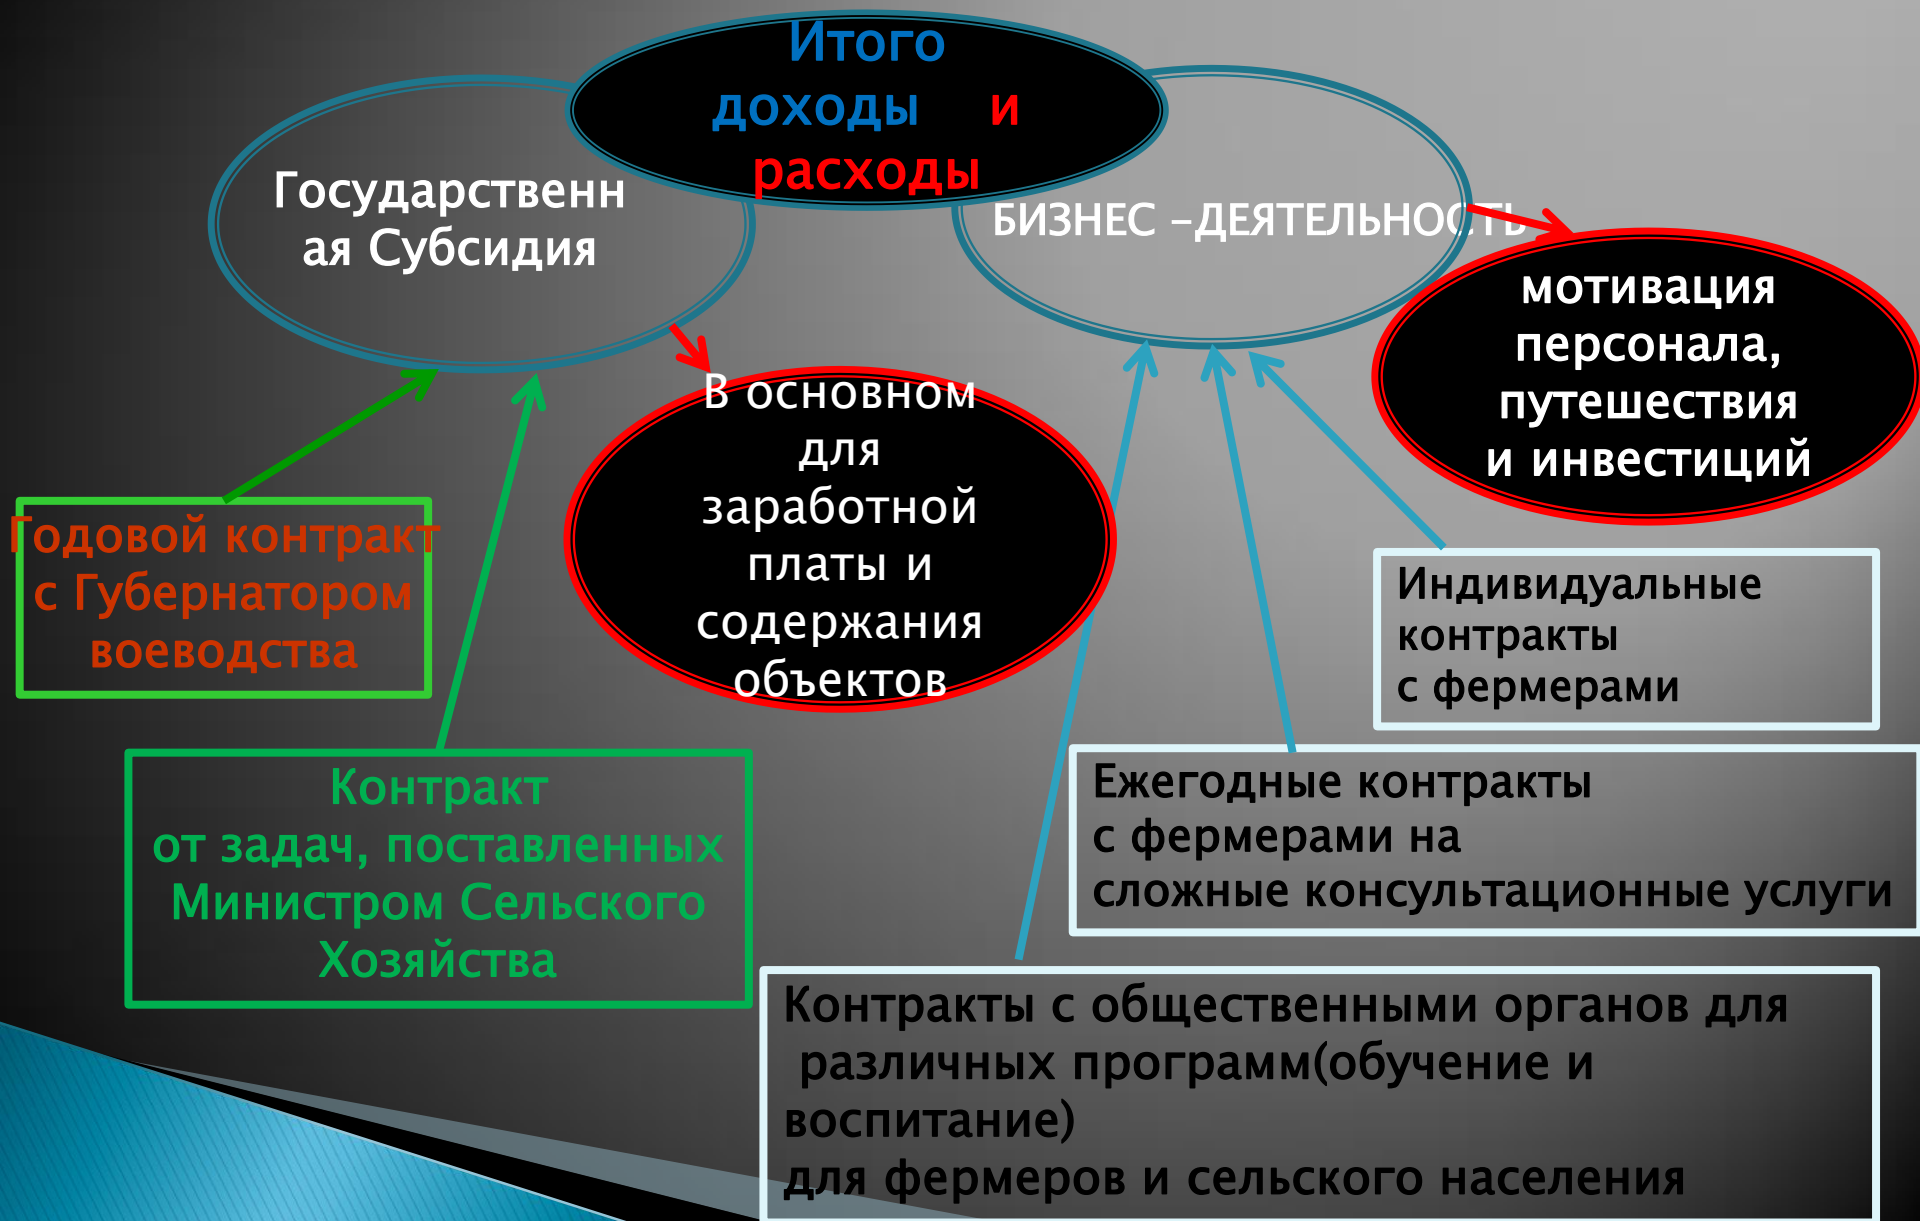 Итого
доходы и
расходы
Государственн
ая Субсидия
БИЗНЕС –ДЕЯТЕЛЬНОСТЬ
мотивация
персонала,
путешествия
и инвестиций
В основном
для
заработной
платы и
содержания
объектов
Годовой контракт
с Губернатором
воеводства
Индивидуальные
контракты
с фермерами
Контракт
от задач, поставленных
Министром Сельского
Хозяйства
Ежегодные контракты
с фермерами на
сложные консультационные услуги
Контракты с общественными органов для
различных программ(обучение и
воспитание)
для фермеров и сельского населения